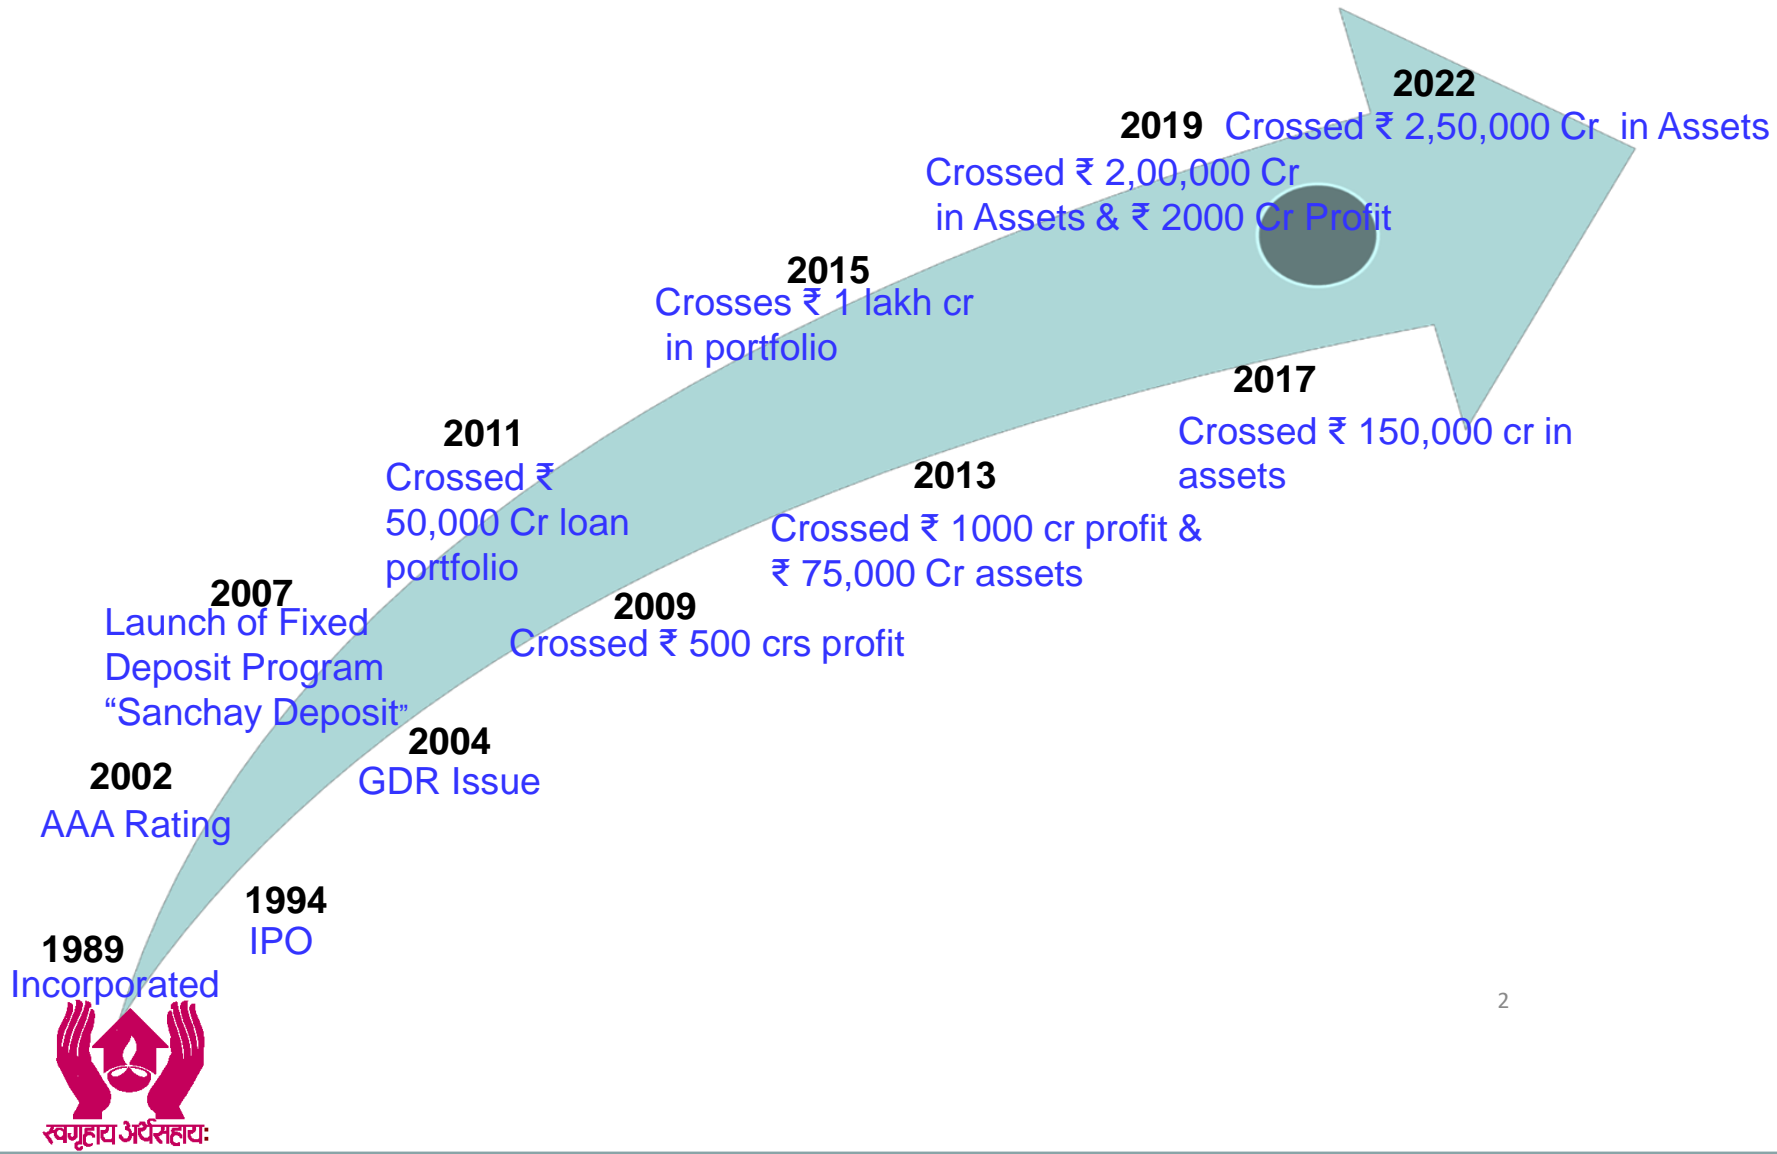 2022
Crossed ₹ 2,50,000 Cr in Assets
2019
Crossed ₹ 2,00,000 Cr
in Assets & ₹ 2000 Cr Profit
2015
Crosses ₹ 1 lakh cr
in portfolio
2017
Crossed ₹ 150,000 cr in
assets
2011
Crossed ₹
50,000 Cr loan
portfolio
2013
Crossed ₹ 1000 cr profit &
₹ 75,000 Cr assets
2007
Launch of Fixed
Deposit Program
“Sanchay Deposit”
2009
Crossed ₹ 500 crs profit
2004
GDR Issue
2002
AAA Rating
1994
IPO
1989
Incorporated
2
स्वगृहाय अर्थसहायः